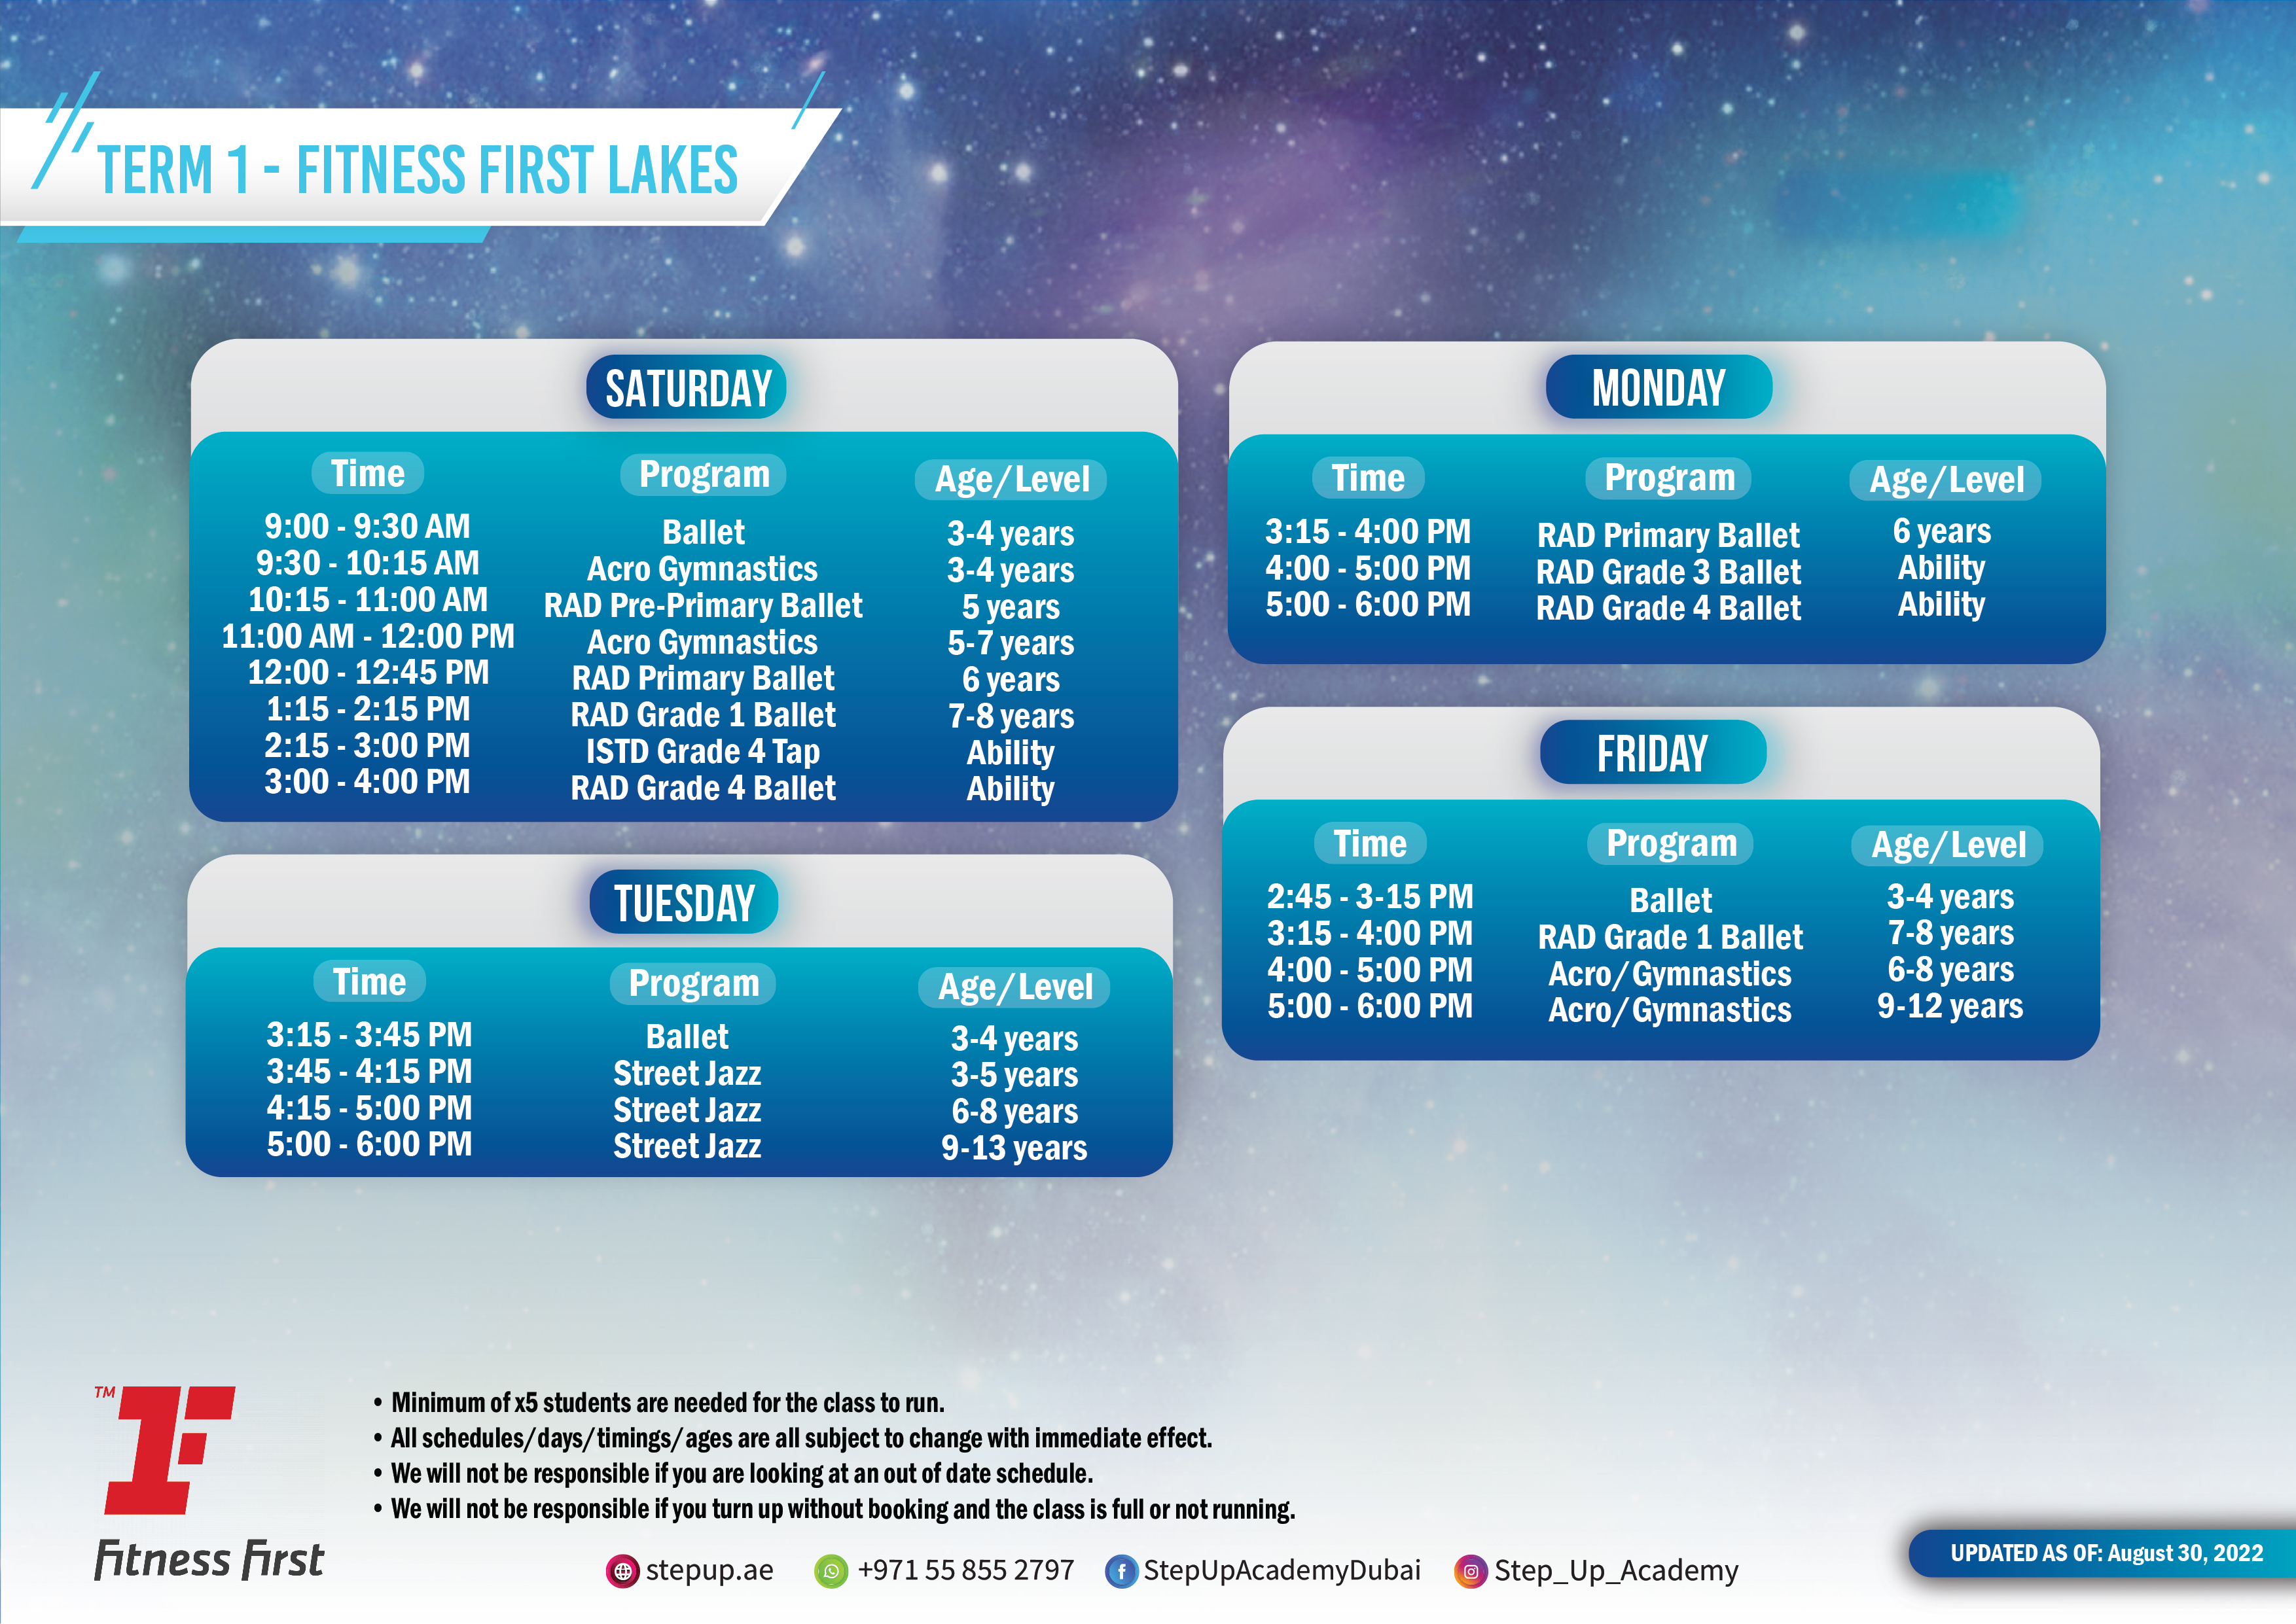 TERM 1 - FITNESS FIRST LAKES
SATURDAY
Time Program Age/Level
9:00 - 9:30 AM Ballet 3-4 years
9:30 - 10:15 AM Acro Gymnastics 3-4 years
10:15 - 11:00 AM RAD Pre-Primary Ballet 5 years
11:00 AM - 12:00 PM Acro Gymnastics 5-7 years
12:00 - 12:45 PM RAD Primary Ballet 6 years
1:15 - 2:15 PM RAD Grade 1 Ballet 7-8 years
2:15 - 3:00 PM ISTD Grade 4 Tap Ability
3:00 - 4:00 PM RAD Grade 4 Ballet Ability
MONDAY
Time Program Age/Level
3:15 - 4:00 PM RAD Primary Ballet 6 years
4:00 - 5:00 PM RAD Grade 3 Ballet Ability
5:00 - 6:00 PM RAD Grade 4 Ballet Ability
TUESDAY
Time Program Age/Level
3:15 - 3:45 PM Ballet 3-4 years
3:45 - 4:15 PM Street Jazz 3-5 years
4:15 - 5:00 PM Street Jazz 6-8 years
5:00 - 6:00 PM Street Jazz 9-13 years
FRIDAY
Time Program Age/Level
2:45 - 3-15 PM Ballet 3-4 years
3:15 - 4:00 PM RAD Grade 1 Ballet 7-8 years
4:00 - 5:00 PM Acro/Gymnastics 6-8 years
5:00 - 6:00 PM Acro/Gymnastics 9-12 years
• Minimum of x5 students are needed for the class to run.
• All schedules/days/timings/ages are all subject to change with immediate effect.
• We will not be responsible if you are looking at an out of date schedule.
• We will not be responsible if you turn up without booking and the class is full or not running.
TM
Fitness First
stepup.ae +971 55 855 2797 StepUpAcademyDubai Step_Up_Academy
UPDATED AS OF: August 30, 2022